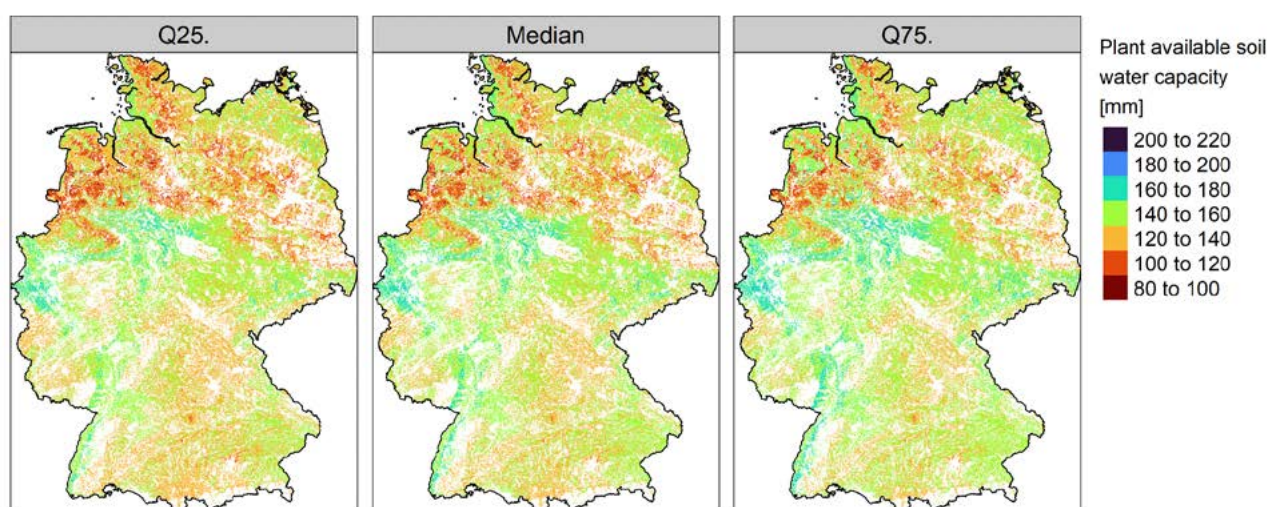 Q25.
Median
Q75.
Plant available soil
water capacity
[mm]
200 to 220
180 to 200
160 to 180
140 to 160
120 to 140
100 to 120
80 to 100